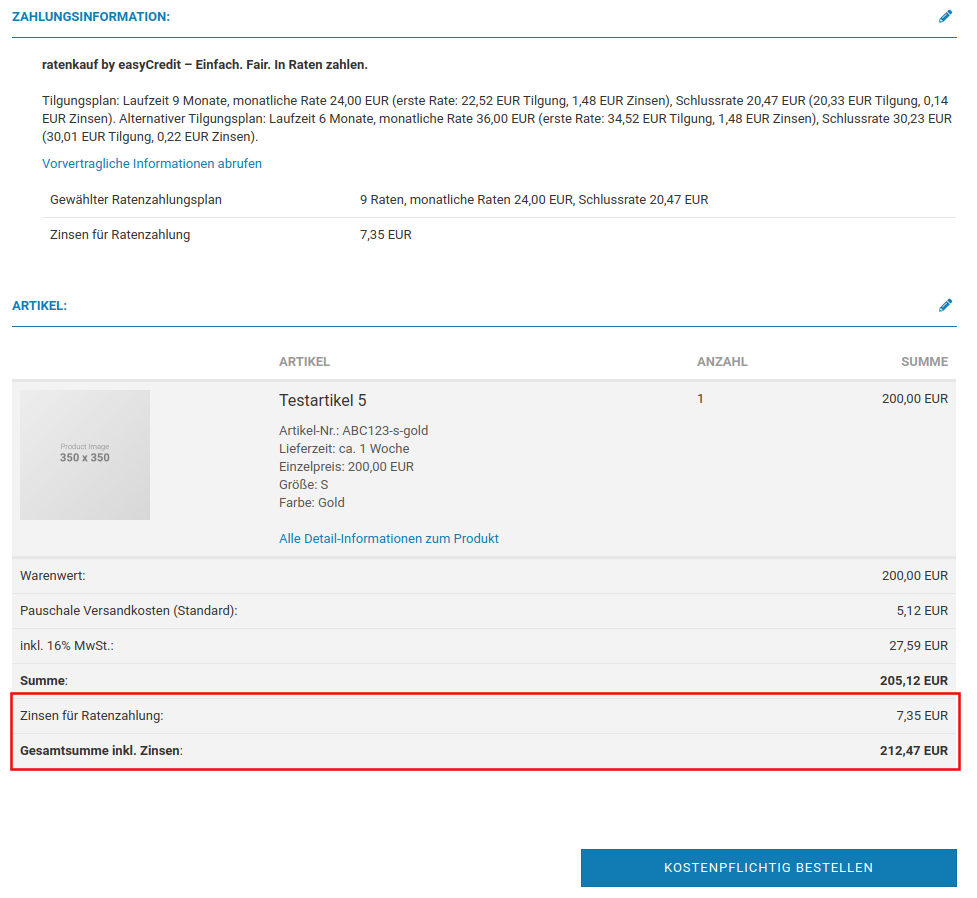 ZAHLUNGSINFORMATION:
ratenkauf by easyCredit – Einfach. Fair. In Raten zahlen.
Tilgungsplan: Laufzeit 9 Monate, monatliche Rate 24,00 EUR (erste Rate: 22,52 EUR Tilgung, 1,48 EUR Zinsen), Schlussrate 20,47 EUR (20,33 EUR Tilgung, 0,14
EUR Zinsen). Alternativer Tilgungsplan: Laufzeit 6 Monate, monatliche Rate 36,00 EUR (erste Rate: 34,52 EUR Tilgung, 1,48 EUR Zinsen), Schlussrate 30,23 EUR
(30,01 EUR Tilgung, 0,22 EUR Zinsen).
Vorvertragliche Informationen abrufen
Gewählter Ratenzahlungsplan 9 Raten, monatliche Raten 24,00 EUR, Schlussrate 20,47 EUR
Zinsen für Ratenzahlung 7,35 EUR
ARTIKEL:
ARTIKEL ANZAHL SUMME
Product Image
350 x 350
Testartikel 5 1 200,00 EUR
Artikel-Nr.: ABC123-s-gold
Lieferzeit: ca. 1 Woche
Einzelpreis: 200,00 EUR
Größe: S
Farbe: Gold
Alle Detail-Informationen zum Produkt
Warenwert: 200,00 EUR
Pauschale Versandkosten (Standard): 5,12 EUR
inkl. 16% MwSt.: 27,59 EUR
Summe: 205,12 EUR
Zinsen für Ratenzahlung: 7,35 EUR
Gesamtsumme inkl. Zinsen: 212,47 EUR
KOSTENPFLICHTIG BESTELLEN